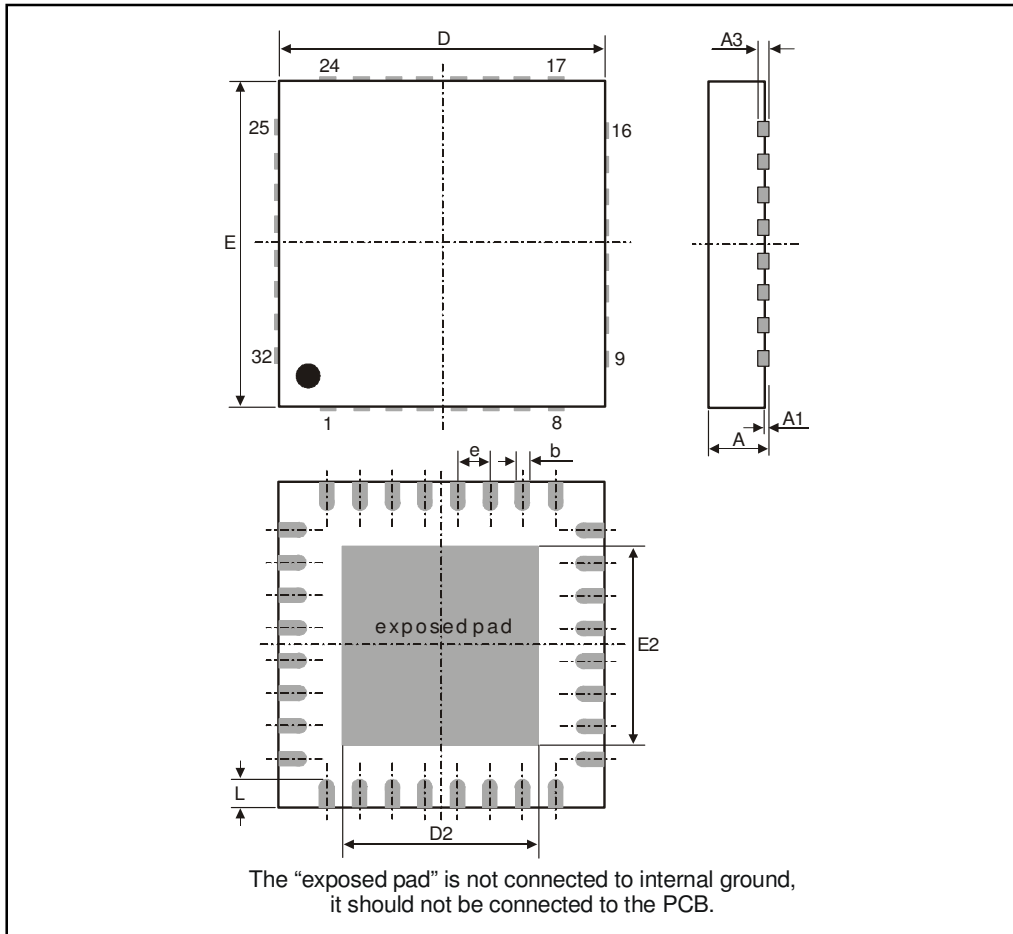 D
A3
24
17
25
16
E
32
9
1
8
A1
A
e
b
exposed pad
E2
L
D2
The “exposed pad” is not connected to internal ground,
it should not be connected to the PCB.